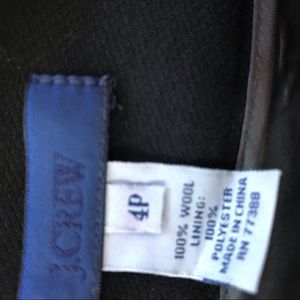 J.CREW
4P
100% WOOL
LINING:
100%
POLYESTER
MADE IN CHINA
RN 77388